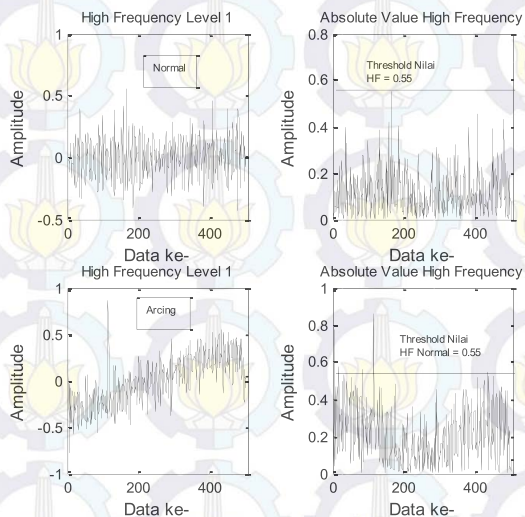 High Frequency Level 1
Absolute Value High Frequency
1
0.5
0
-0.5
Amplitude
Normal
0 200 400
Data ke-
0.8
0.6
0.4
0.2
0
Amplitude
Threshold Nilai
HF = 0.55
0 200 400
Data ke-
High Frequency Level 1
Absolute Value High Frequency
1
0.5
0
-0.5
-1
Amplitude
Arcing
0 200 400
Data ke-
1
0.8
0.6
0.4
0.2
0
Amplitude
Threshold Nilai
HF Normal = 0.55
0 200 400
Data ke-